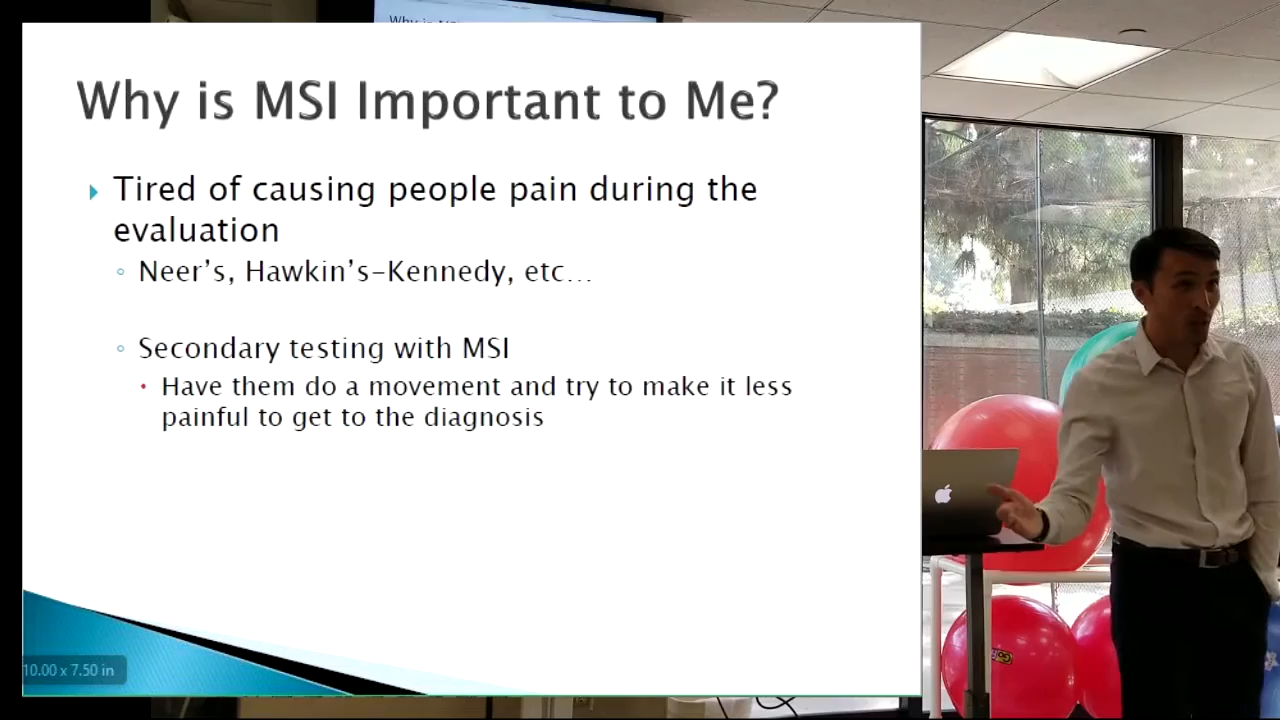 Why is MSI Important to Me?
Tired of causing people pain during the
evaluation
Neer's, Hawkin's-Kennedy, etc...
Secondary testing with MSI
Have them do a movement and try to make it less
painful to get to the diagnosis
10.00 x 7.50 in